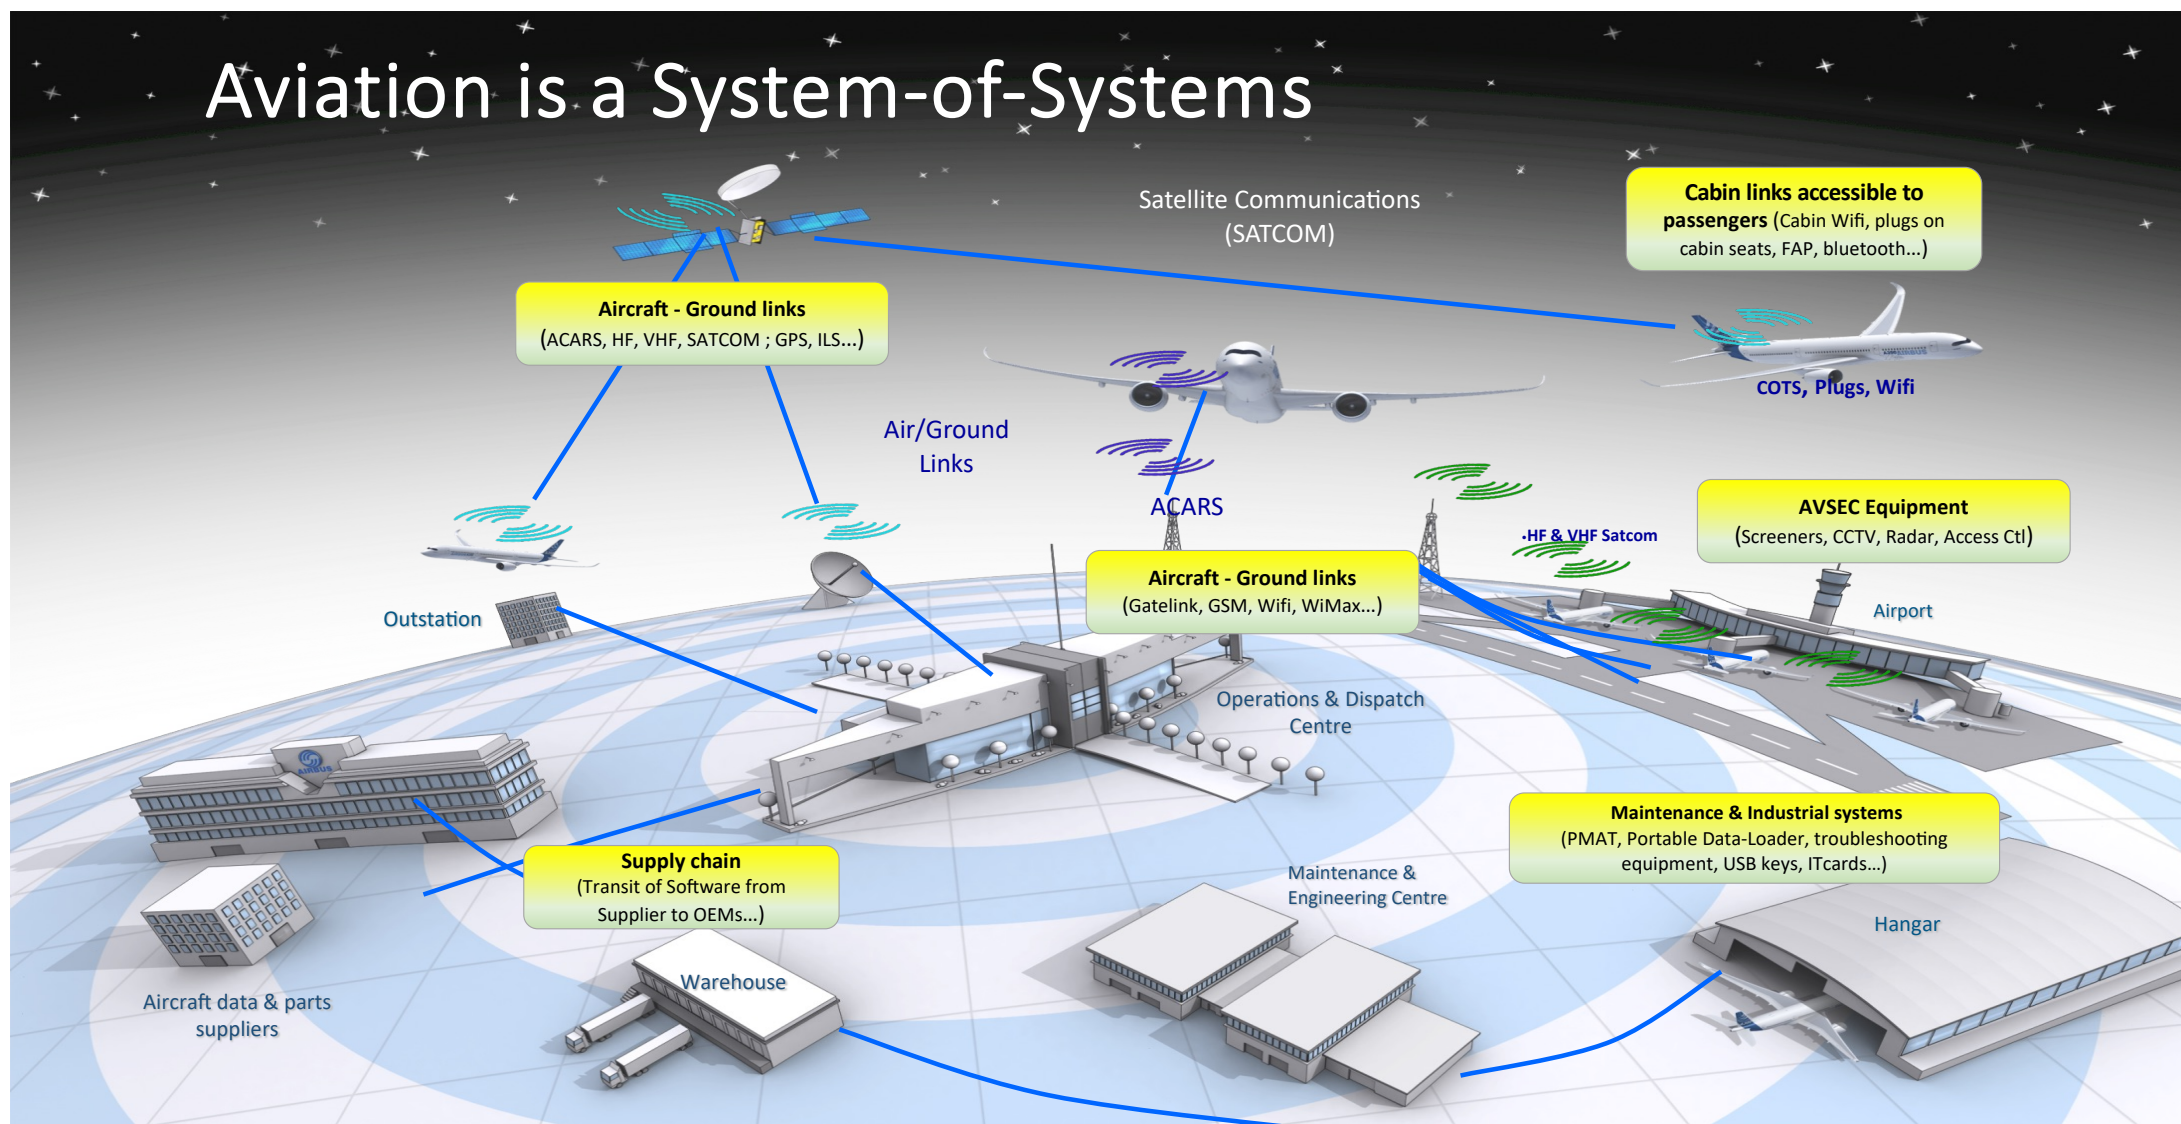 Aviation is a System-of-Systems
Satellite Communications
(SATCOM)
Cabin links accessible to
passengers (Cabin Wifi, plugs on
cabin seats, FAP, bluetooth...)
Aircraft - Ground links
(ACARS, HF, VHF, SATCOM ; GPS, ILS...)
AIRBUS
COTS, Plugs, Wifi
Air/Ground
Links
ACARS
•HF & VHF Satcom
AVSEC Equipment
(Screeners, CCTV, Radar, Access Ctl)
Aircraft - Ground links
(Gatelink, GSM, Wifi, WiMax...)
Outstation
Airport
Operations & Dispatch
Centre
AIRBUS
Maintenance & Industrial systems
(PMAT, Portable Data-Loader, troubleshooting
equipment, USB keys, ITcards...)
Supply chain
(Transit of Software from
Supplier to OEMs...)
Maintenance &
Engineering Centre
Hangar
Warehouse
Aircraft data & parts
suppliers